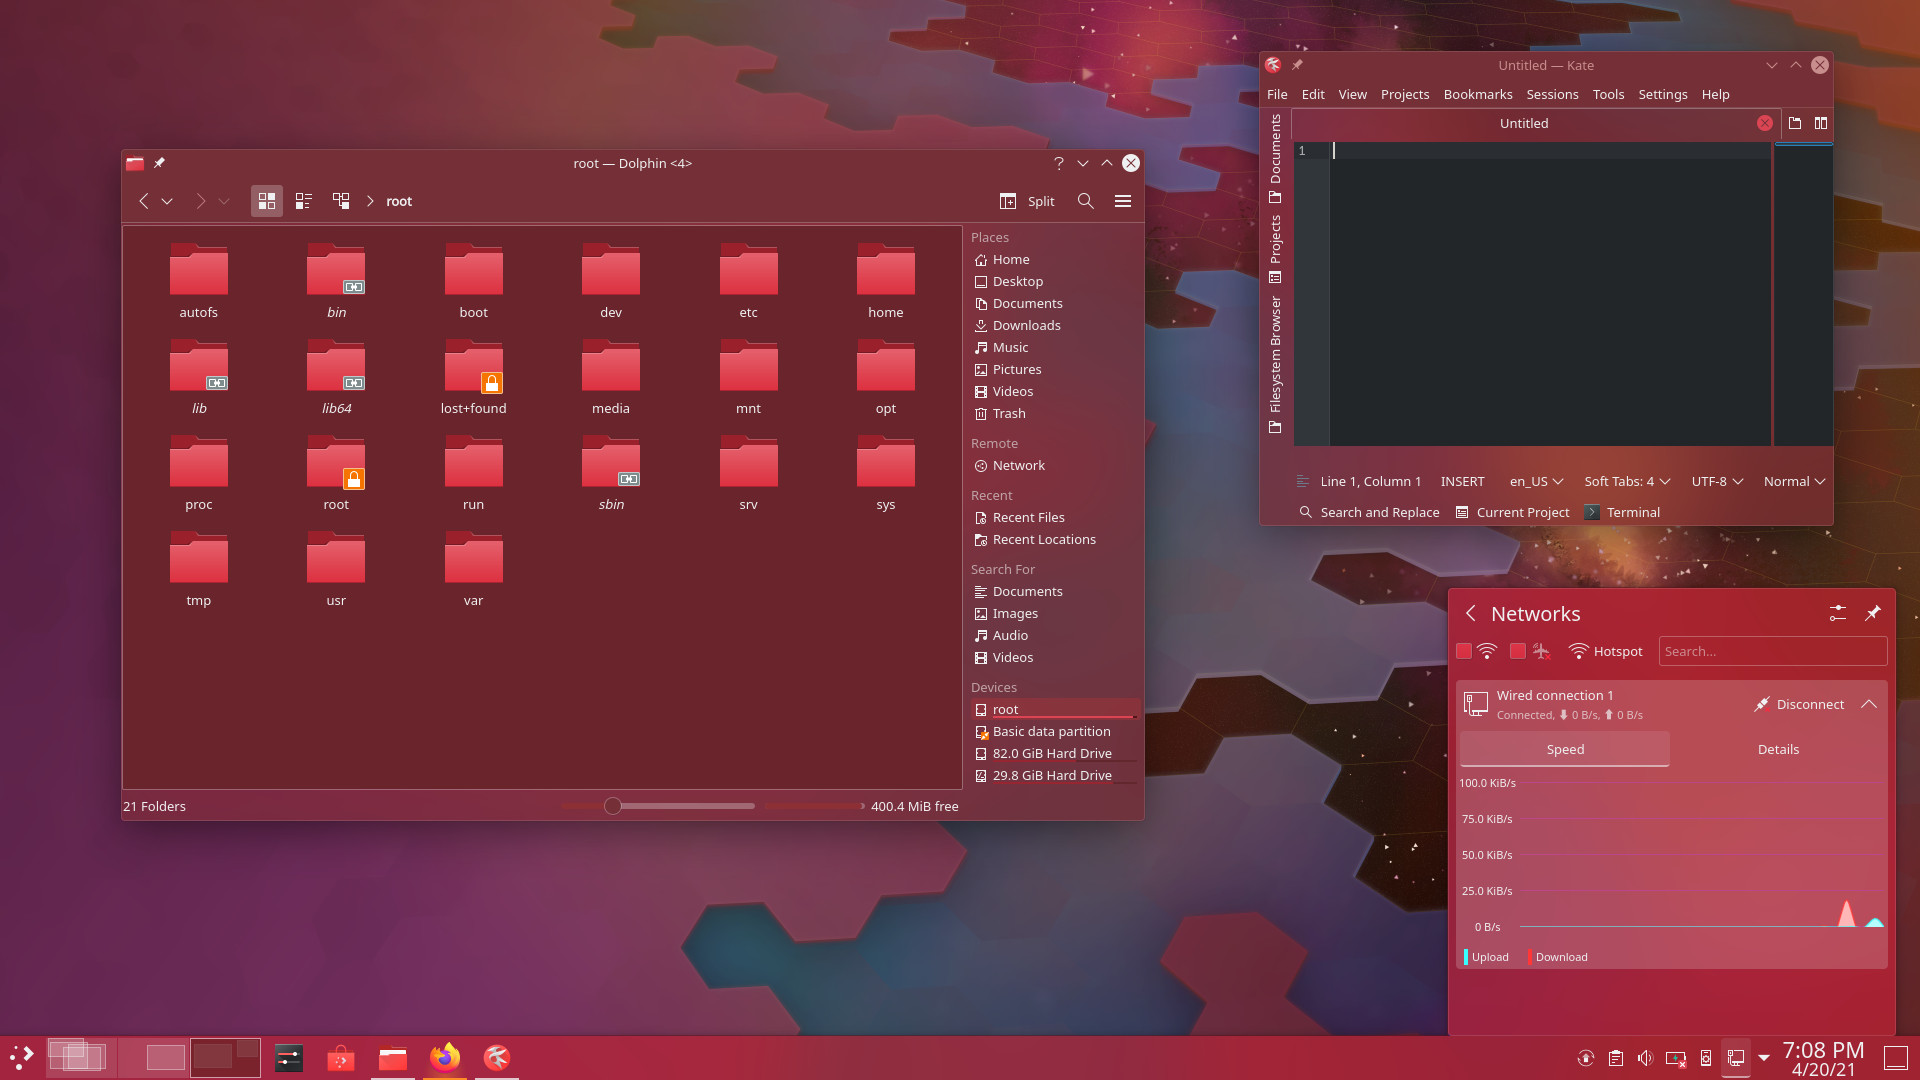 root — Dolphin <4>
root
Split
autofs
bin
boot
dev
etc
home
lib
lib64
lost+found
media
mnt
opt
proc
root
run
sbin
srv
sys
tmp
usr
var
Places
Home
Desktop
Documents
Downloads
Music
Pictures
Videos
Trash
Remote
Network
Recent
Recent Files
Recent Locations
Search For
Documents
Images
Audio
Videos
Devices
root
Basic data partition
82.0 GiB Hard Drive
29.8 GiB Hard Drive
21 Folders
400.4 MiB free
Untitled — Kate
File Edit View Projects Bookmarks Sessions Tools Settings Help
Untitled
Documents
Projects
Filesystem Browser
1
Line 1, Column 1 INSERT en_US Soft Tabs: 4 UTF-8 Normal
Search and Replace Current Project Terminal
Networks
Hotspot
Search...
Wired connection 1
Connected, ⬇ 0 B/s, ⬆ 0 B/s
Disconnect
Speed
Details
100.0 KiB/s
75.0 KiB/s
50.0 KiB/s
25.0 KiB/s
0 B/s
Upload
Download
7:08 PM
4/20/21